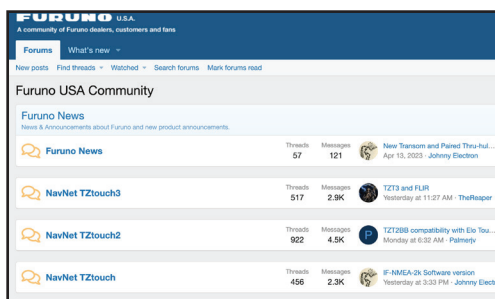 FURUNO U.S.A.
A community of Furuno dealers, customers and fans
Forums What's new
New posts Find threads Watched Search forums Mark forums read
Furuno USA Community
Furuno News
News & Announcements about Furuno and new product announcements.
Furuno News
Threads
57
Messages
121
New Transom and Paired Thru-hul...
Apr 13, 2023 · Johnny Electron
NavNet TZtouch3
Threads
517
Messages
2.9K
TZT3 and FLIR
Yesterday at 11:27 AM · TheReaper
NavNet TZtouch2
Threads
922
Messages
4.5K
P
TZT2BB compatibility with Elo Tou...
Monday at 6:32 AM · Palmerjv
NavNet TZtouch
Threads
456
Messages
2.3K
IF-NMEA-2k Software version
Yesterday at 3:33 PM · Johnny Elect